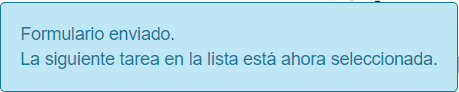 Formulario enviado.
La siguiente tarea en la lista está ahora seleccionada.